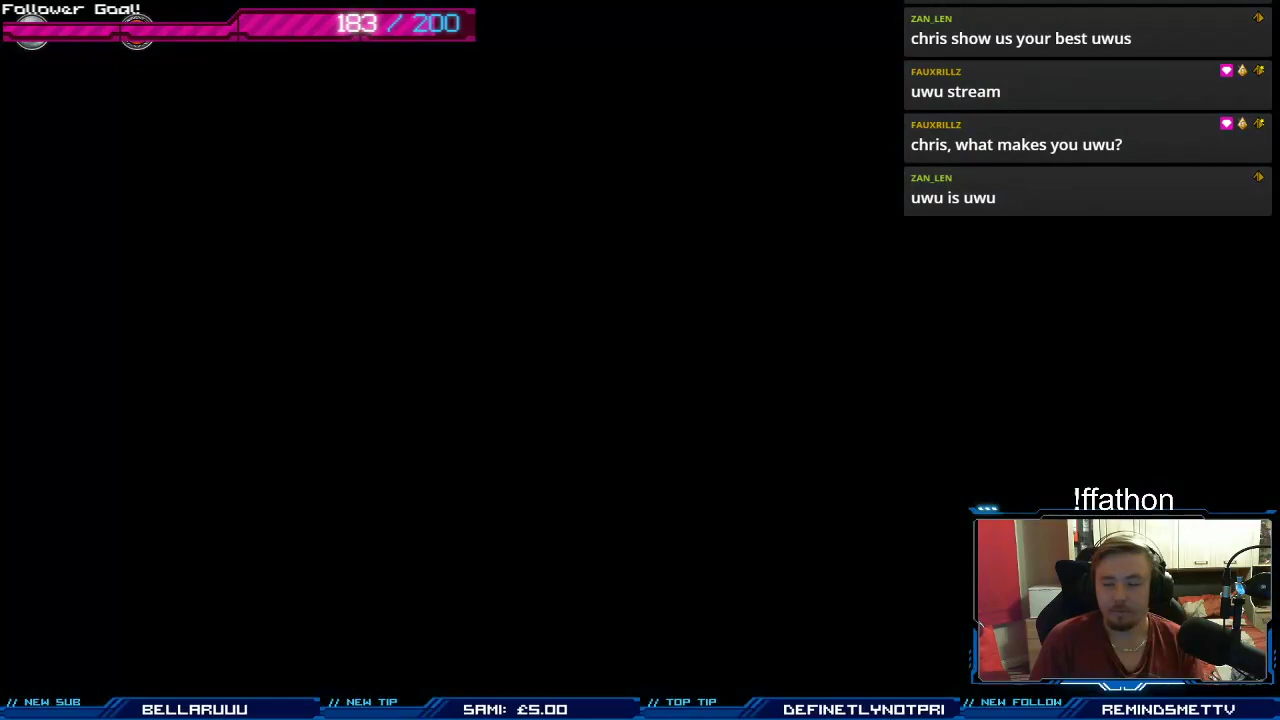 Follower Goal!
183 / 200
ZAN_LEN
chris show us your best uwus
FAUXRILLZ
uwu stream
FAUXRILLZ
chris, what makes you uwu?
ZAN_LEN
uwu is uwu
!ffathon
// NEW SUB
BELLARUUU
// NEW TIP
SAMI: £5.00
// TOP TIP
DEFINETLYNOTPRI
// NEW FOLLOW
REMINDSMETTV